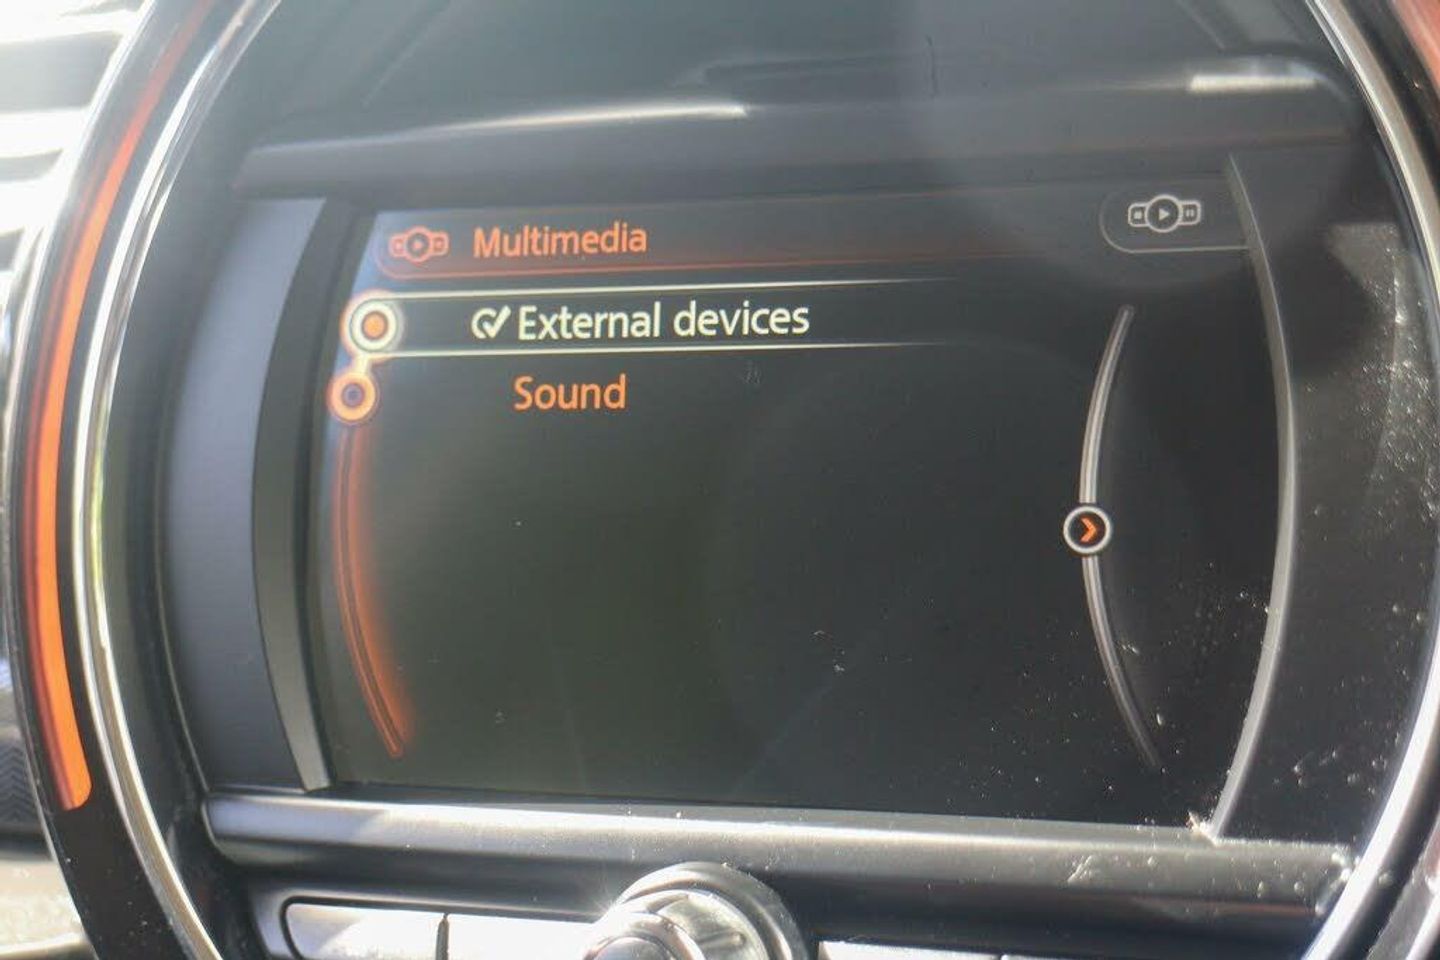 Multimedia
External devices
Sound